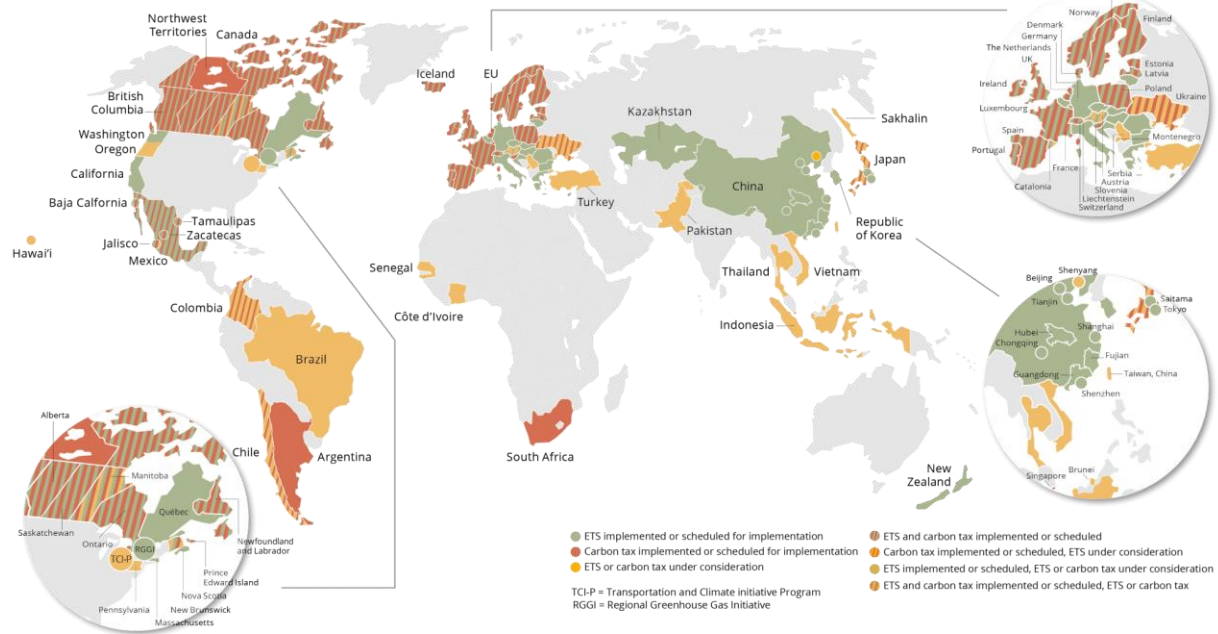 Northwest
Territories
Canada
British
Columbia
Washington
Oregon
California
Baja Calfornia
Tamaulipas
Zacatecas
Jalisco
Mexico
Hawai'i
Colombia
Brazil
Chile
Argentina
Iceland
EU
Kazakhstan
Sakhalin
Japan
China
Turkey
Pakistan
Republic
of Korea
Senegal
Côte d'Ivoire
Thailand
Vietnam
Indonesia
South Africa
New
Zealand
Norway
Finland
Denmark
Germany
The Netherlands
UK
Ireland
Estonia
Latvia
Poland
Ukraine
Luxembourg
Spain
Portugal
Montenegro
France
Serbia
Austria
Slovenia
Catalonia
Liechtenstein
Switzerland
Beijing
Shenyang
Tianjin
Saitama
Tokyo
Hubei
Shanghai
Chongqing
Fujian
Guangdong
Taiwan, China
Shenzhen
Brunei
Singapore
Alberta
Manitoba
Québec
Saskatchewan
Ontario
TCI-P
RGGI
Newfoundland
and Labrador
Prince
Edward Island
Nova Scotia
New Brunswick
Pennsylvania
Massachusetts
ETS implemented or scheduled for implementation
Carbon tax implemented or scheduled for implementation
ETS or carbon tax under consideration
TCI-P = Transportation and Climate initiative Program
RGGI = Regional Greenhouse Gas Initiative
ETS and carbon tax implemented or scheduled
Carbon tax implemented or scheduled, ETS under consideration
ETS implemented or scheduled, ETS or carbon tax under consideration
ETS and carbon tax implemented or scheduled, ETS or carbon tax